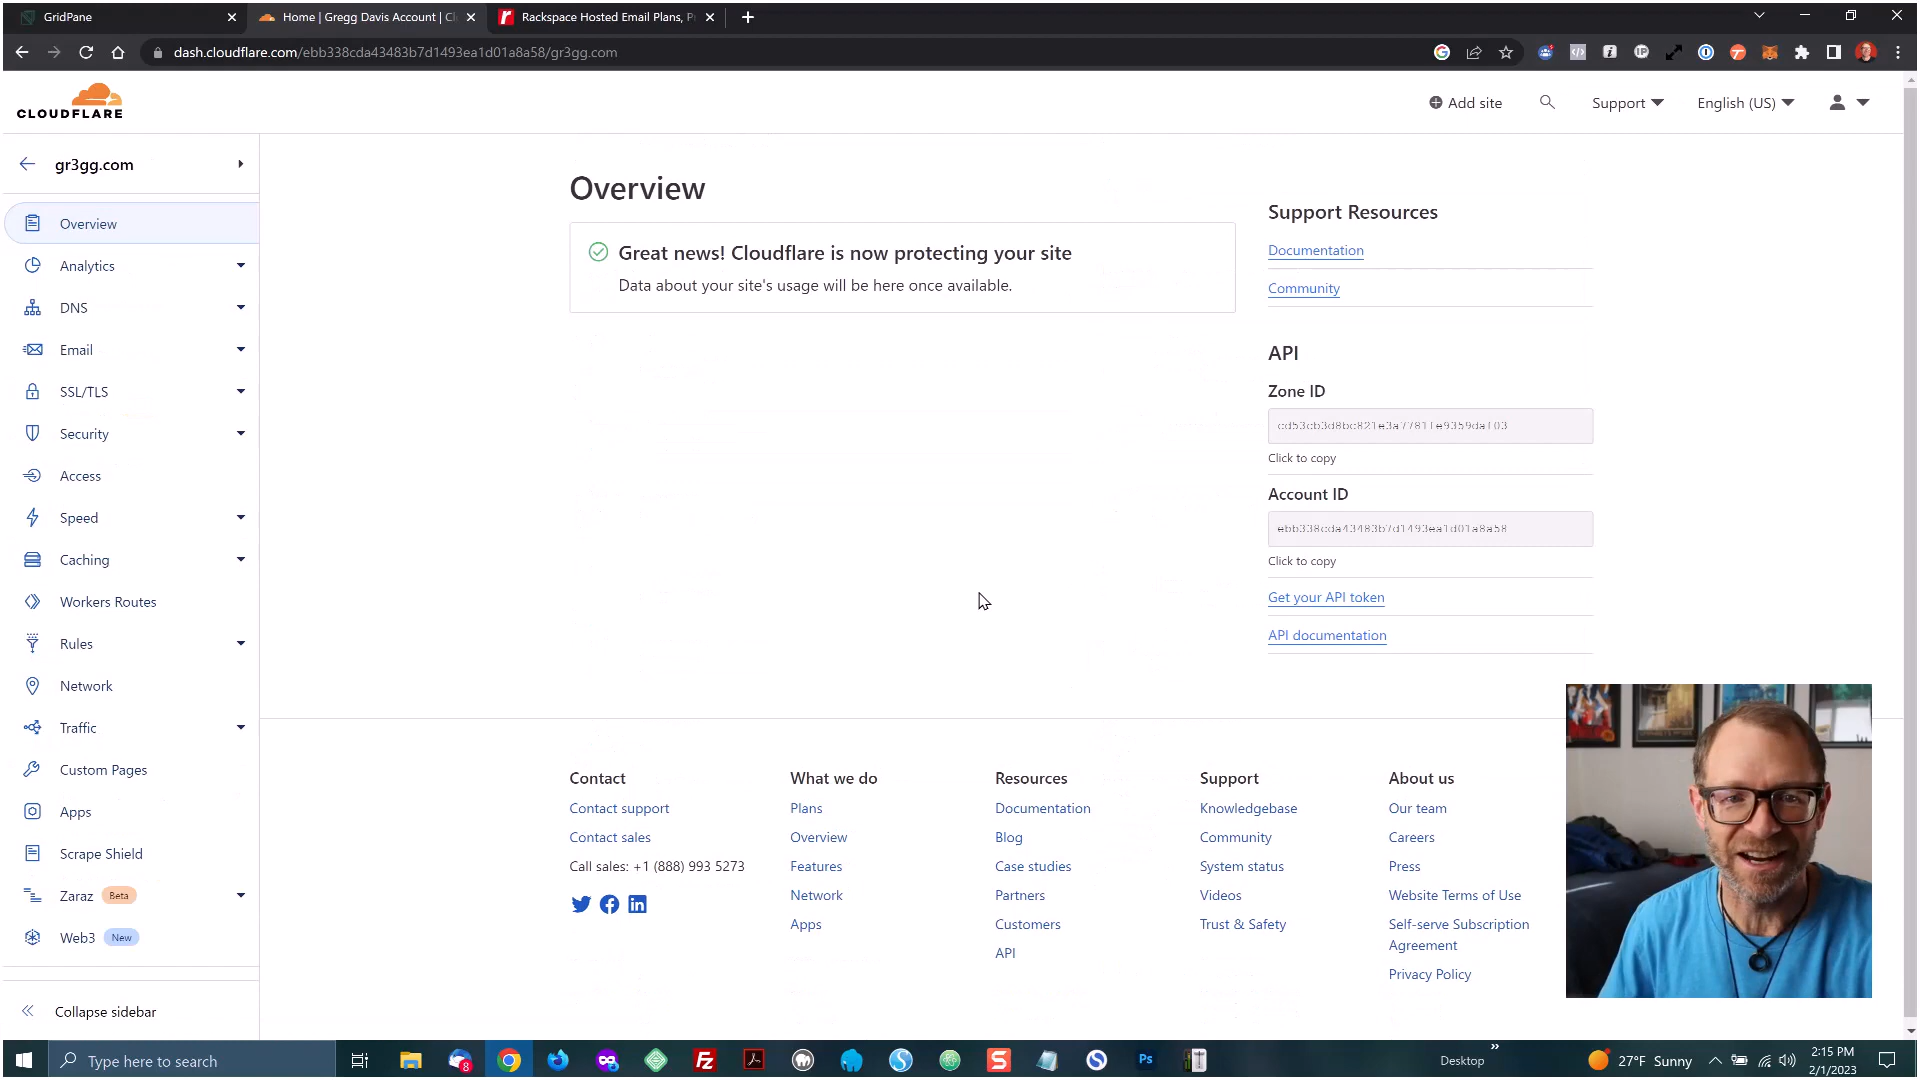 GridPane
Home | Gregg Davis Account | Cl
Rackspace Hosted Email Plans, P
dash.cloudflare.com/ebb338cda43483b7d1493ea1d01a8a58/gr3gg.com
CLOUDFLARE
Add site
Support
English (US)
gr3gg.com
Overview
Analytics
DNS
Email
SSL/TLS
Security
Access
Speed
Caching
Workers Routes
Rules
Network
Traffic
Custom Pages
Apps
Scrape Shield
Zaraz Beta
Web3 New
Collapse sidebar
Overview
Great news! Cloudflare is now protecting your site
Data about your site's usage will be here once available.
Support Resources
Documentation
Community
API
Zone ID
cd53cb3d8bc821e3a7781fe9359daf03
Click to copy
Account ID
ebb338cda43483b7d1493ea1d01a8a58
Click to copy
Get your API token
API documentation
Contact
Contact support
Contact sales
Call sales: +1 (888) 993 5273
What we do
Plans
Overview
Features
Network
Apps
Resources
Documentation
Blog
Case studies
Partners
Customers
API
Support
Knowledgebase
Community
System status
Videos
Trust & Safety
About us
Our team
Careers
Press
Website Terms of Use
Self-serve Subscription
Agreement
Privacy Policy
Type here to search
8
Ps
Desktop
27°F Sunny
2:15 PM
2/1/2023